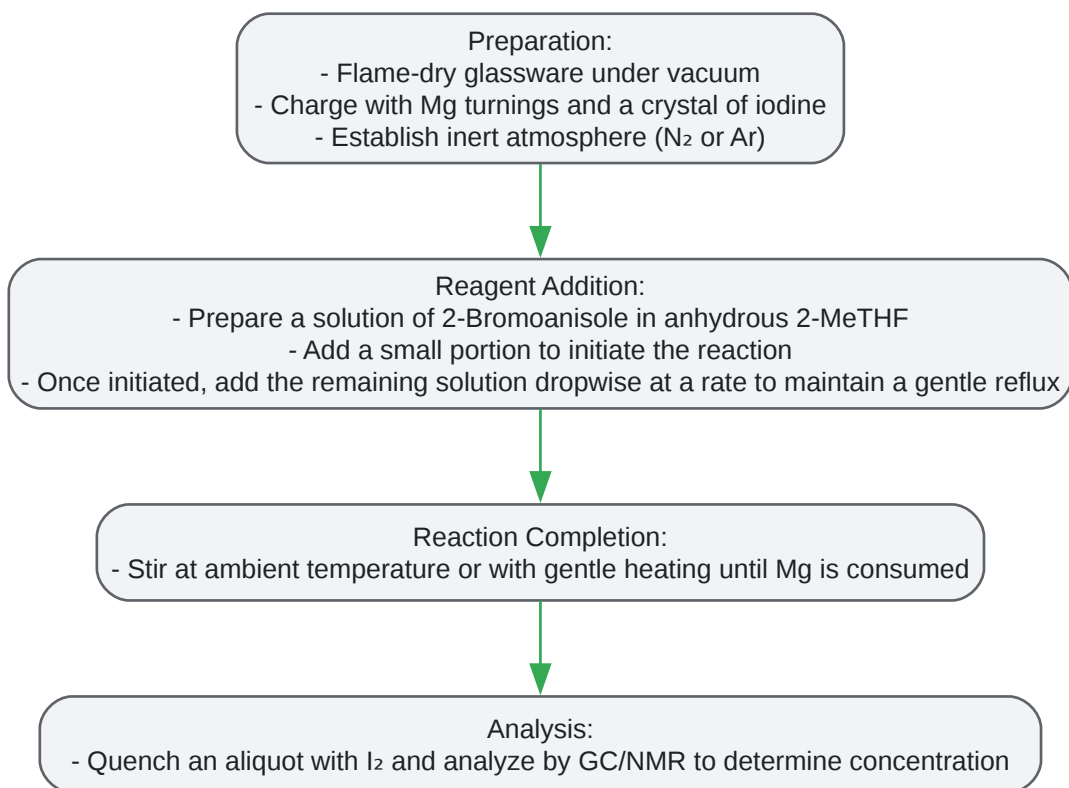 Preparation:
- Flame-dry glassware under vacuum
- Charge with Mg turnings and a crystal of iodine
- Establish inert atmosphere (N₂ or Ar)
Reagent Addition:
- Prepare a solution of 2-Bromoanisole in anhydrous 2-MeTHF
- Add a small portion to initiate the reaction
- Once initiated, add the remaining solution dropwise at a rate to maintain a gentle reflux
Reaction Completion:
- Stir at ambient temperature or with gentle heating until Mg is consumed
Analysis:
- Quench an aliquot with I₂ and analyze by GC/NMR to determine concentration